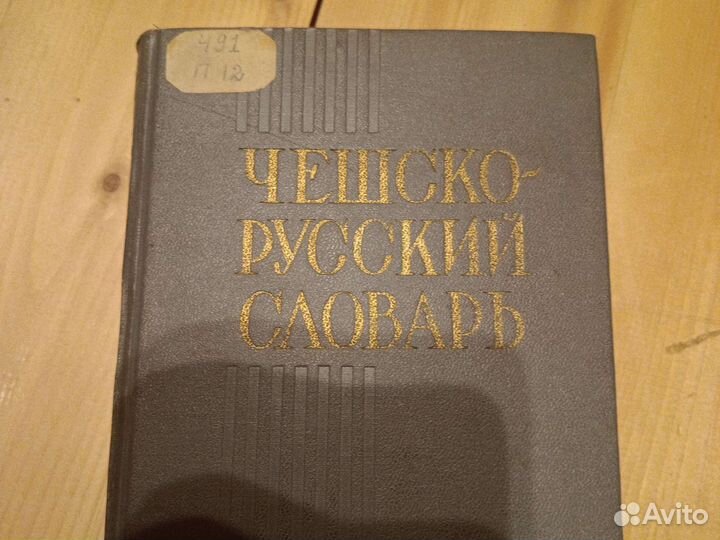 491
П 12
ЧЕШСКО-
РУССКИЙ
СЛОВАРЬ
Avito